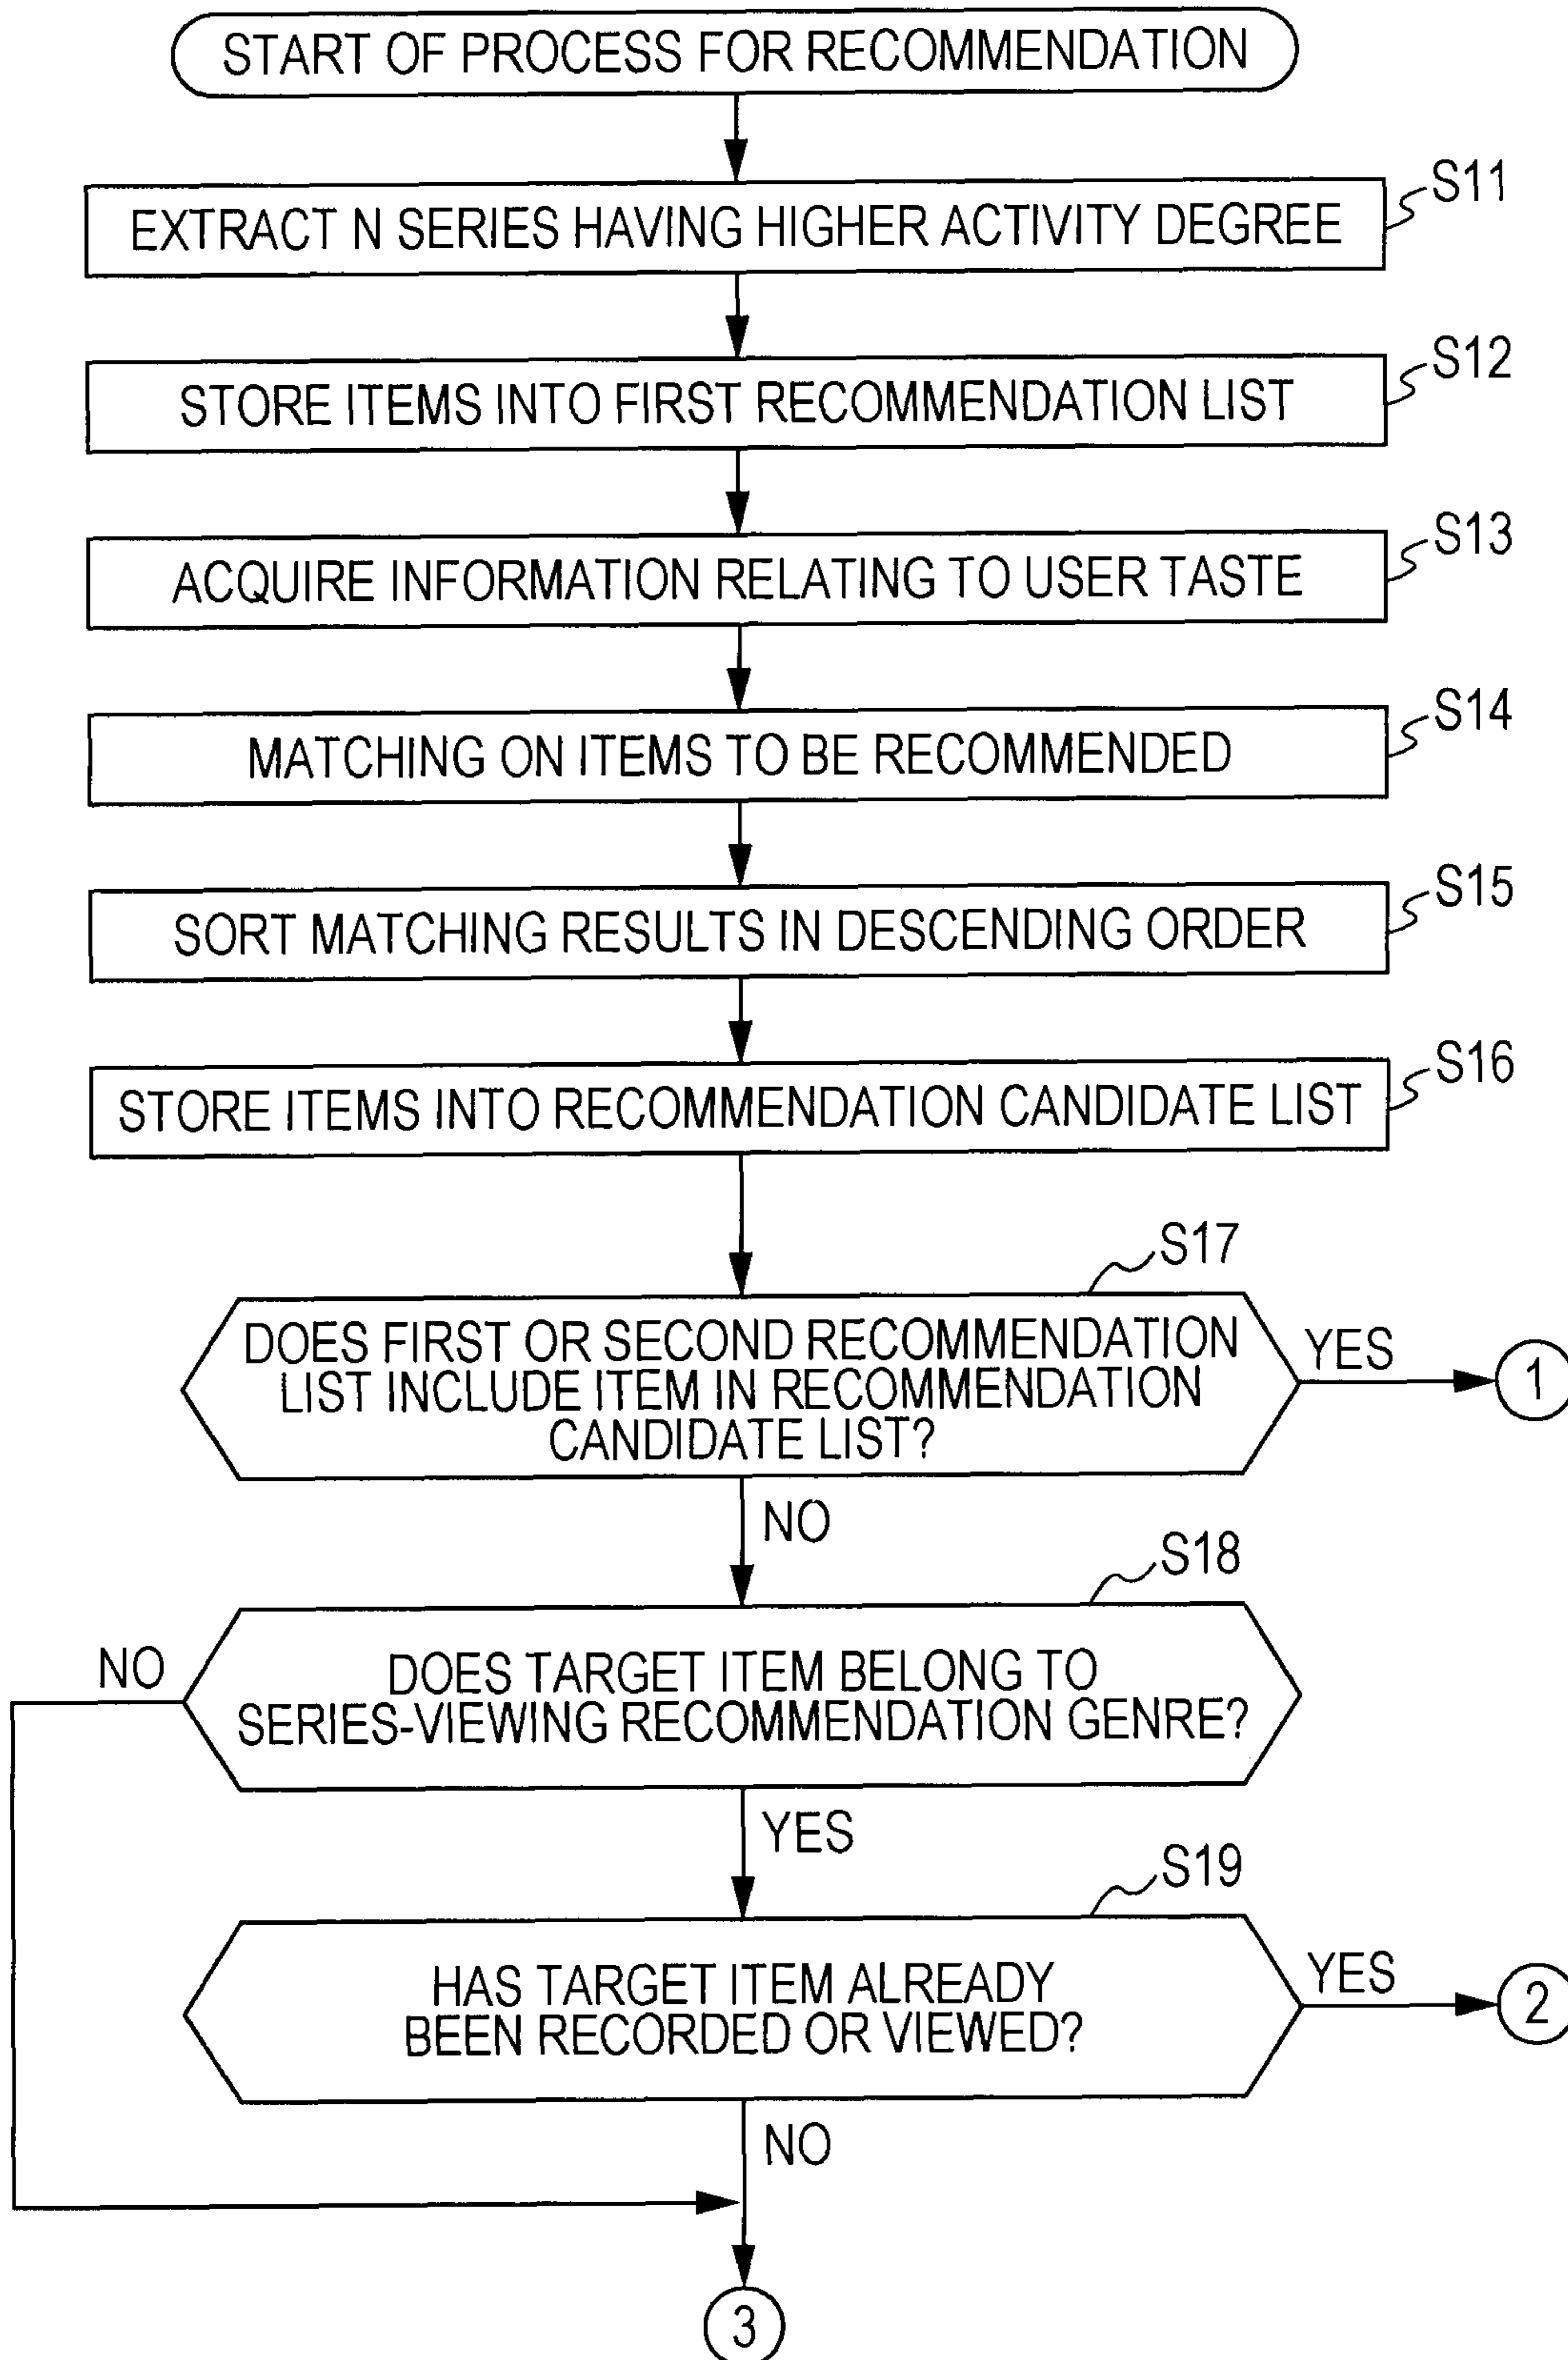 START OF PROCESS FOR RECOMMENDATION
S11
EXTRACT N SERIES HAVING HIGHER ACTIVITY DEGREE
S12
STORE ITEMS INTO FIRST RECOMMENDATION LIST
S13
ACQUIRE INFORMATION RELATING TO USER TASTE
S14
MATCHING ON ITEMS TO BE RECOMMENDED
S15
SORT MATCHING RESULTS IN DESCENDING ORDER
S16
STORE ITEMS INTO RECOMMENDATION CANDIDATE LIST
S17
DOES FIRST OR SECOND RECOMMENDATION
LIST INCLUDE ITEM IN RECOMMENDATION
CANDIDATE LIST?
YES
1
NO
S18
NO
DOES TARGET ITEM BELONG TO
SERIES-VIEWING RECOMMENDATION GENRE?
YES
S19
HAS TARGET ITEM ALREADY
BEEN RECORDED OR VIEWED?
YES
2
NO
3